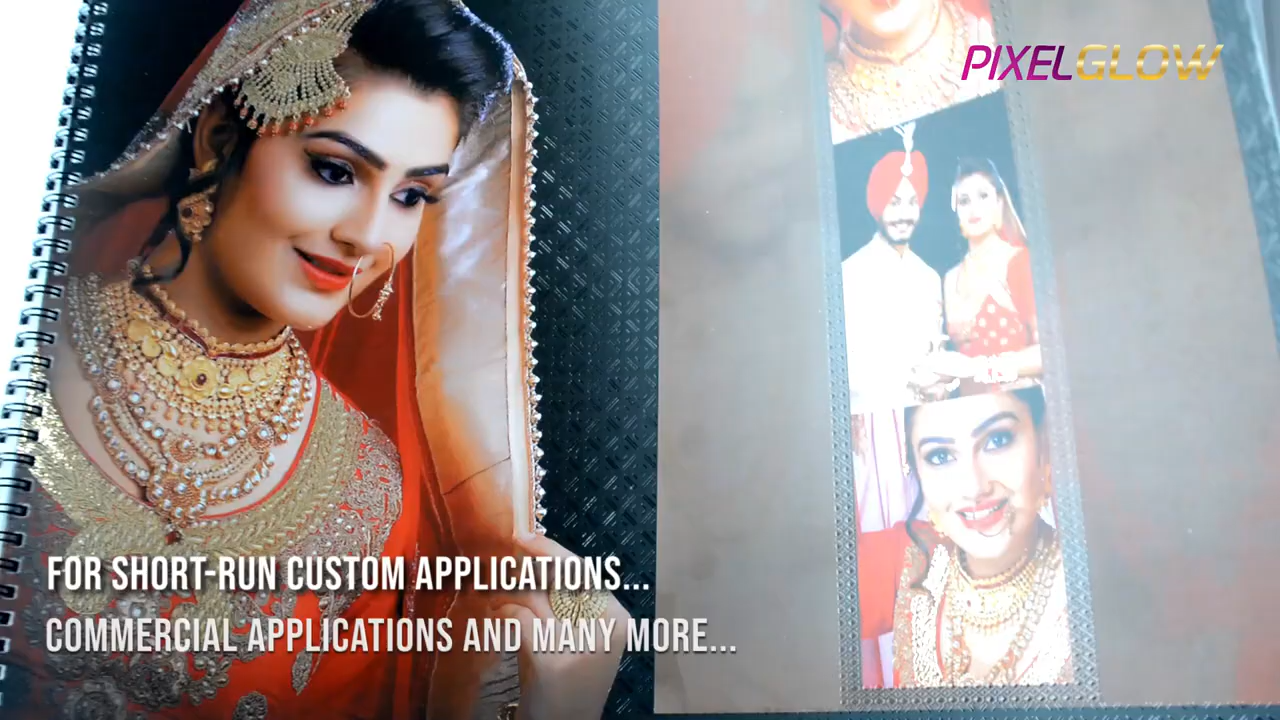 PIXELGLOW
FOR SHORT-RUN CUSTOM APPLICATIONS...
COMMERCIAL APPLICATIONS AND MANY MORE...